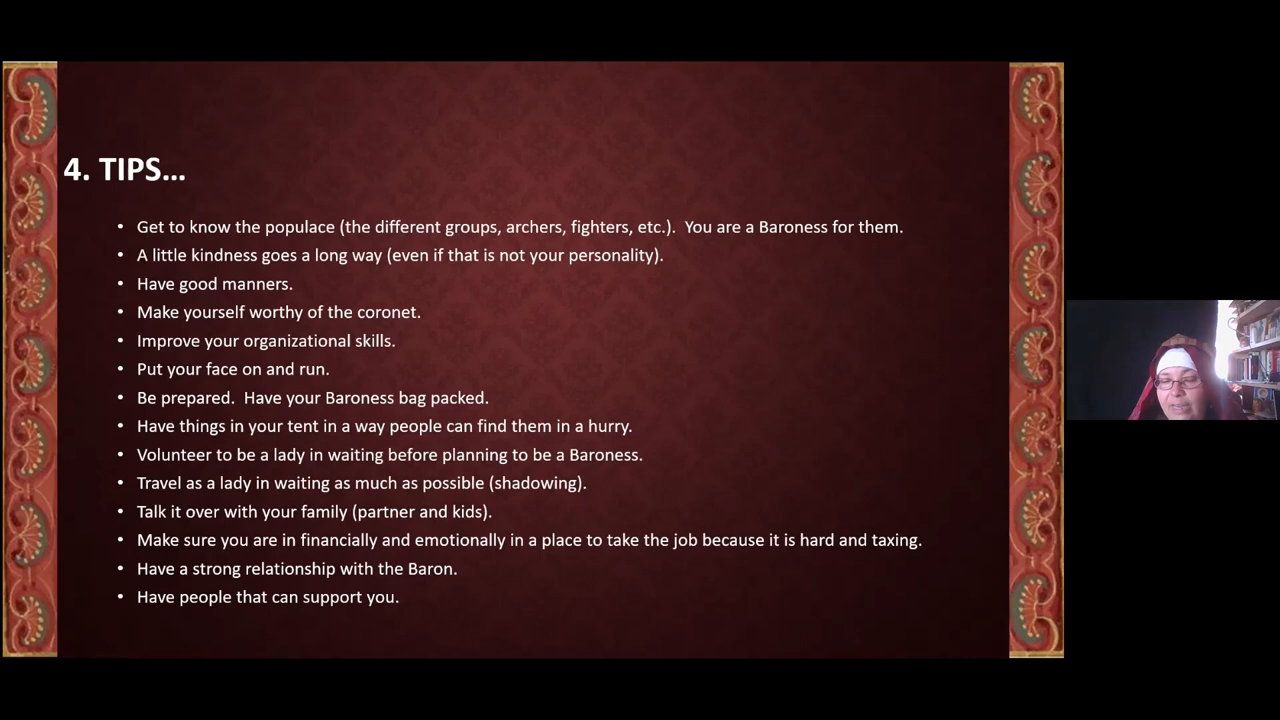 4. TIPS...
• Get to know the populace (the different groups, archers, fighters, etc.).  You are a Baroness for them.
• A little kindness goes a long way (even if that is not your personality).
• Have good manners.
• Make yourself worthy of the coronet.
• Improve your organizational skills.
• Put your face on and run.
• Be prepared.  Have your Baroness bag packed.
• Have things in your tent in a way people can find them in a hurry.
• Volunteer to be a lady in waiting before planning to be a Baroness.
• Travel as a lady in waiting as much as possible (shadowing).
• Talk it over with your family (partner and kids).
• Make sure you are in financially and emotionally in a place to take the job because it is hard and taxing.
• Have a strong relationship with the Baron.
• Have people that can support you.